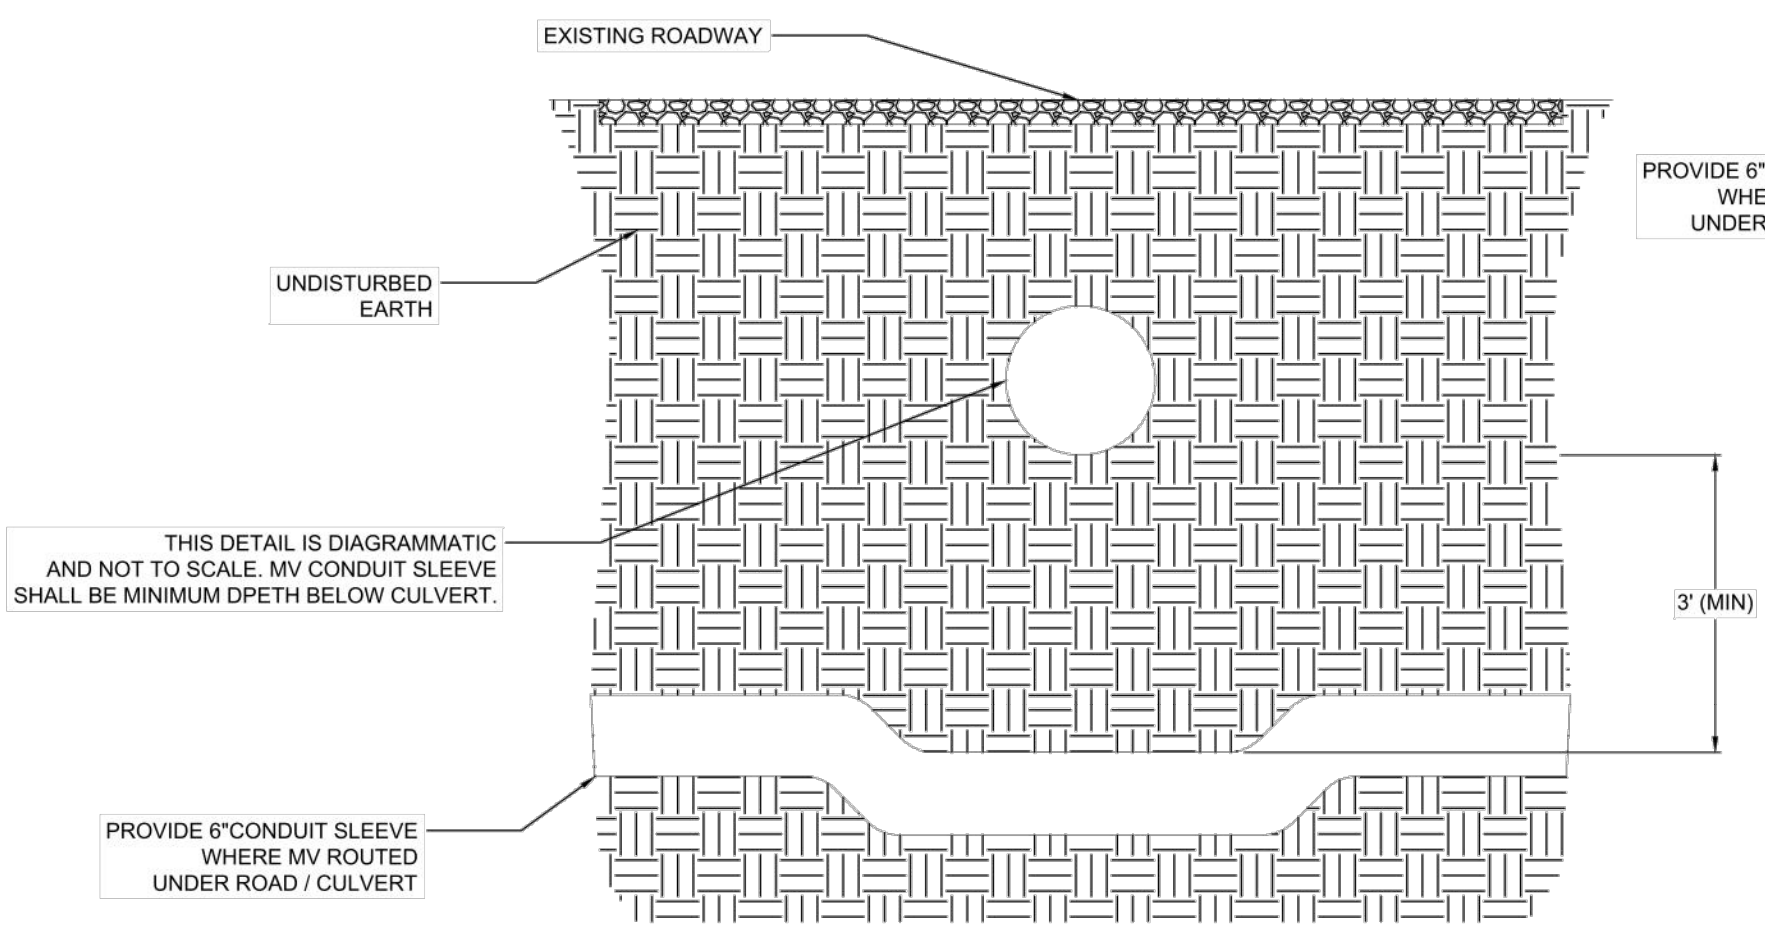 EXISTING ROADWAY
PROVIDE 6"
WHE
UNDER
UNDISTURBED
EARTH
THIS DETAIL IS DIAGRAMMATIC
AND NOT TO SCALE. MV CONDUIT SLEEVE
SHALL BE MINIMUM DPETH BELOW CULVERT.
3' (MIN)
PROVIDE 6"CONDUIT SLEEVE
WHERE MV ROUTED
UNDER ROAD / CULVERT